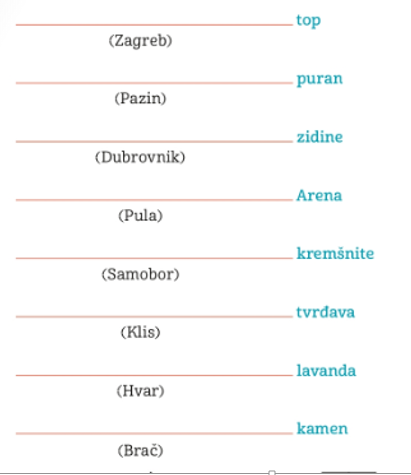 top
(Zagreb)
puran
(Pazin)
zidine
(Dubrovnik)
Arena
(Pula)
kremšnite
(Samobor)
tvrđava
(Klis)
lavanda
(Hvar)
kamen
(Brač)